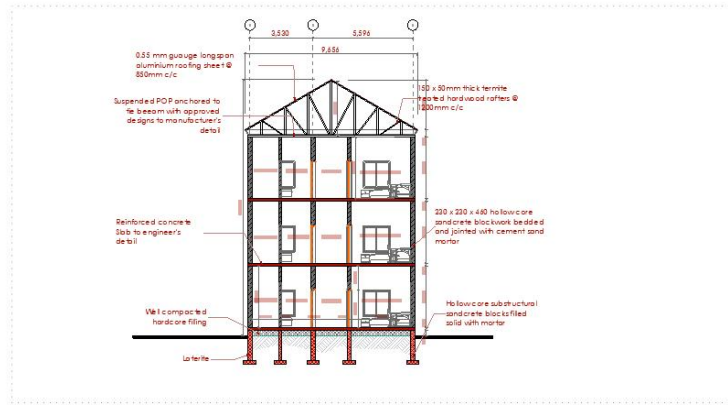 3,530
5,596
9,656
0.55 mm guauge longspan
aluminium roofing sheet @
850mm c/c
150 x 50mm thick termite
treated hardwood rafters @
1200mm c/c
Suspended POP anchored to
tie beeam with approved
designs to manufacturer's
detail
230 x 230 x 460 hollow core
sandcrete blockwork bedded
and jointed with cement sand
mortar
Reinforced concrete
Slab to engineer's
detail
Well compacted
hardcore filling
Hollow core substructural
sandcrete blocks filled
solid with mortar
Laterite